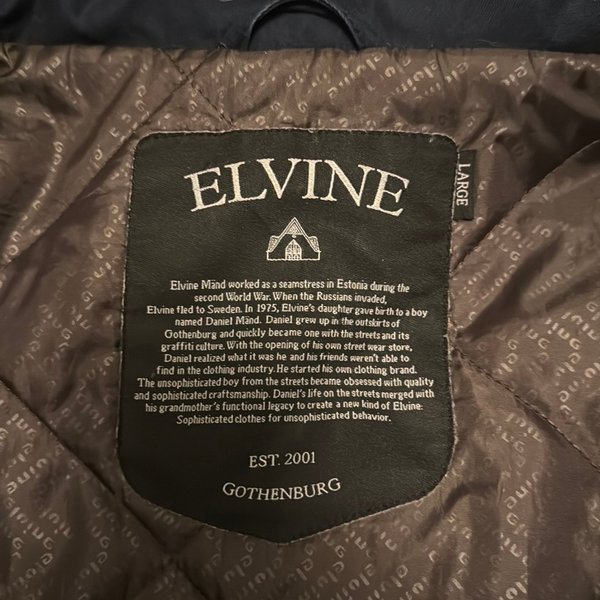 ELVINE
LARGE
Elvine Mänd worked as a seamstress in Estonia during the
second World War. When the Russians invaded,
Elvine fled to Sweden. In 1975, Elvine's daughter gave birth to a boy
named Daniel Mänd. Daniel grew up in the outskirts of
Gothenburg and quickly became one with the streets and its
graffiti culture. With the opening of his own street wear store,
Daniel realized what it was he and his friends weren't able to
find in the clothing industry. He started his own clothing brand.
The unsophisticated boy from the streets became obsessed with quality
and sophisticated craftsmanship. Daniel's life on the streets merged with
his grandmother's functional legacy to create a new kind of Elvine:
Sophisticated clothes for unsophisticated behavior.
EST. 2001
GOTHENBURG